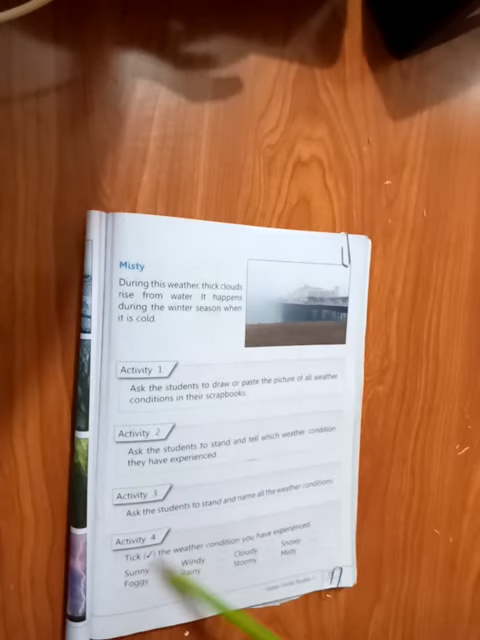 Misty
During this weather, thick clouds
rise from water. It happens
during the winter season when
it is cold.
Activity 1
Ask the students to draw or paste the picture of all weather
conditions in their scrapbooks.
Activity 2
Ask the students to stand and tell which weather condition
they have experienced.
Activity 3
Ask the students to stand and name all the weather conditions.
Activity 4
Tick (✓) the weather condition you have experienced.
Sunny Windy Cloudy Snowy
Foggy Rainy Stormy Misty